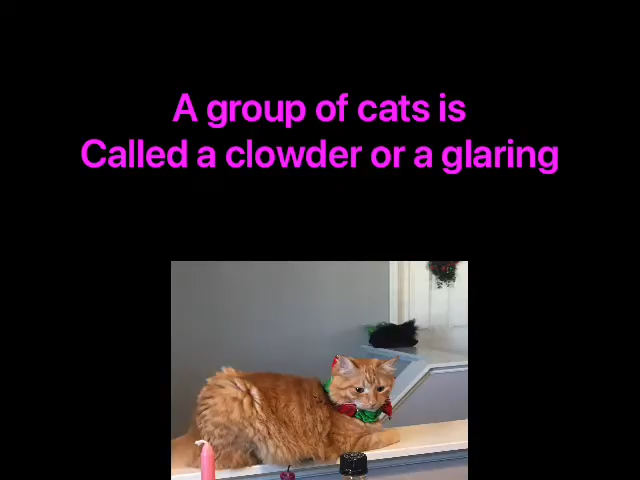 A group of cats is
Called a clowder or a glaring